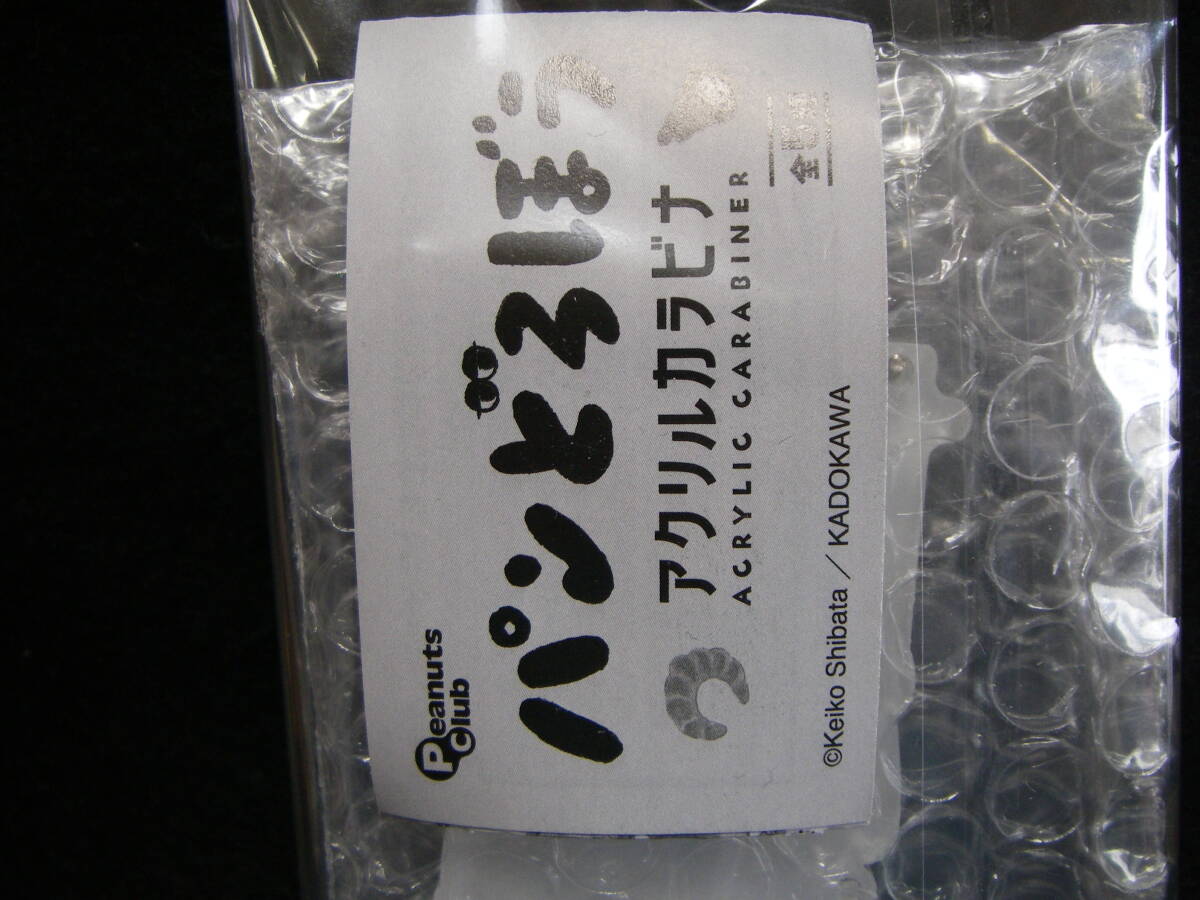 Peanuts
Club
パンどろぼう
アクリルカラビナ
ACRYLIC CARABINER
全5種
©Keiko Shibata／KADOKAWA